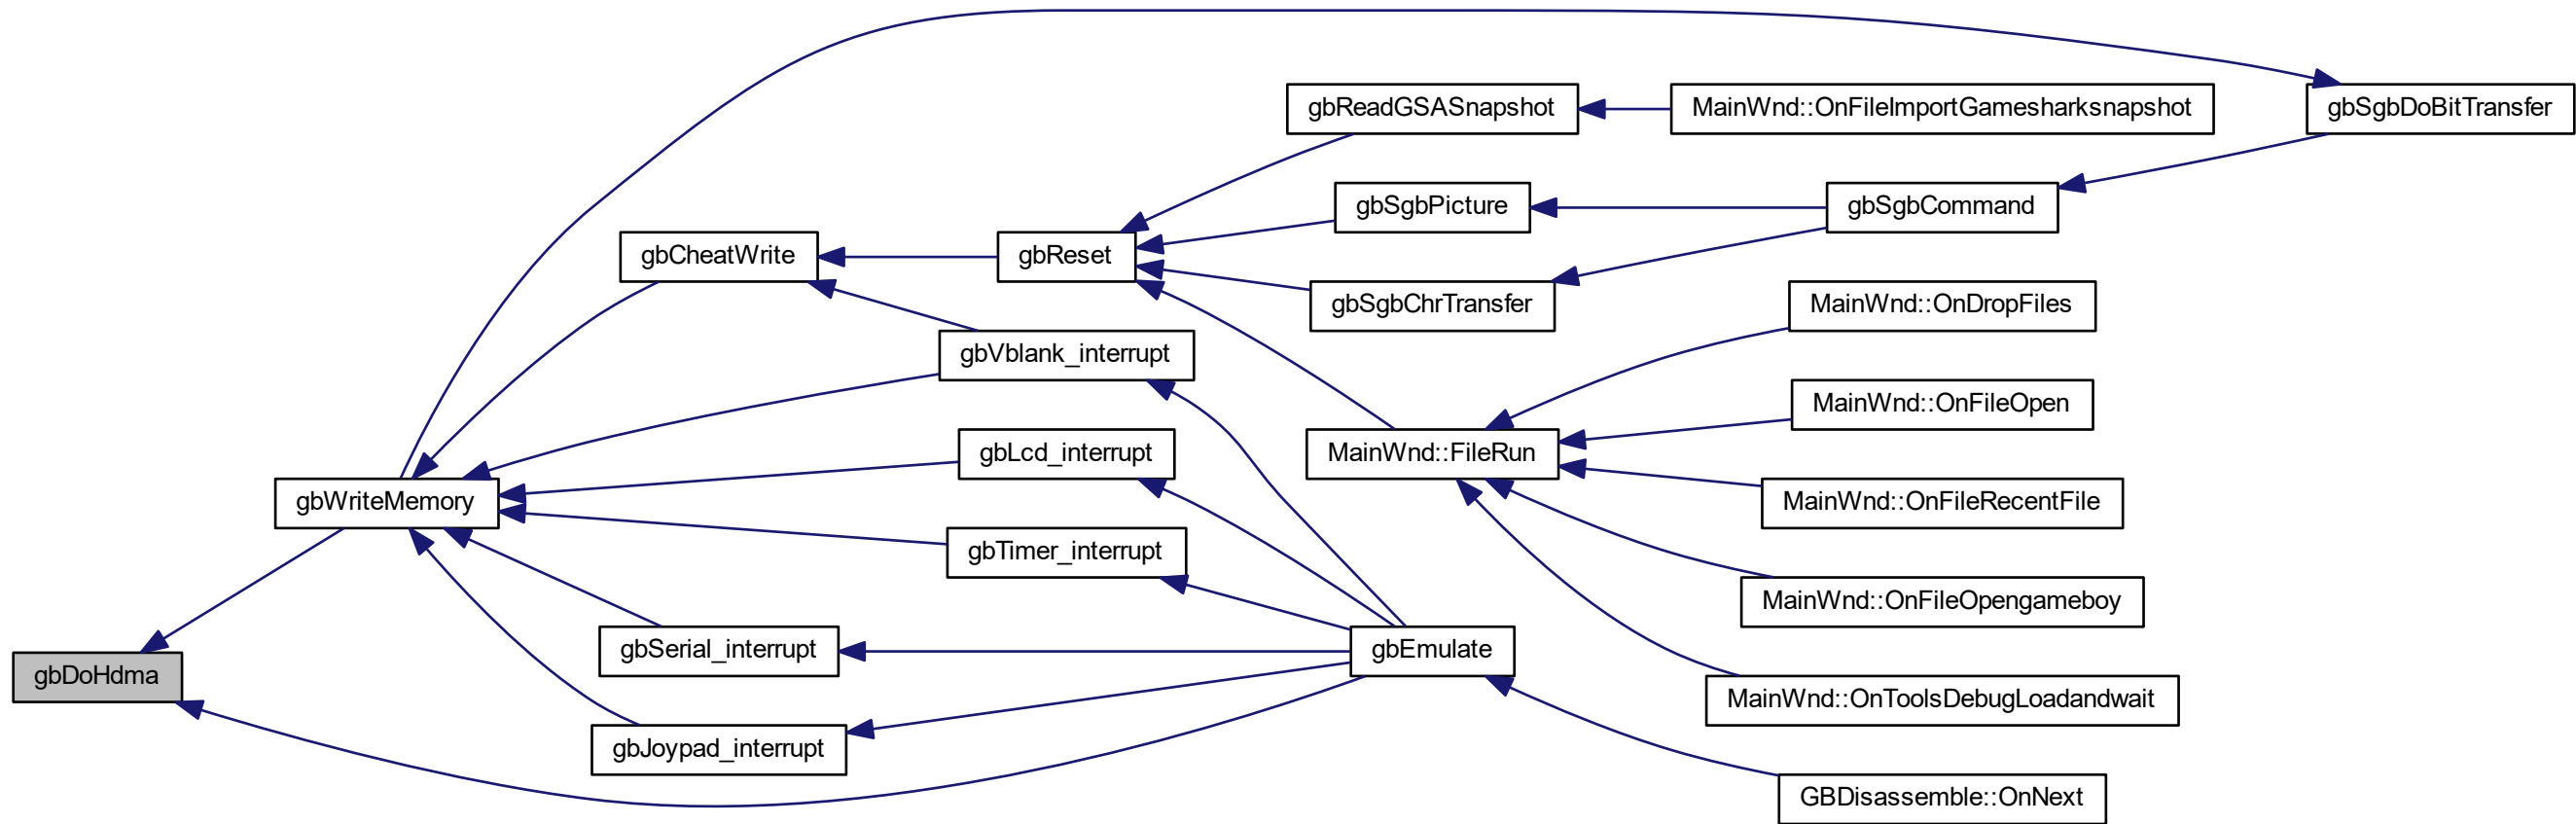 gbReadGSASnapshot
MainWnd::OnFileImportGamesharksnapshot
gbSgbDoBitTransfer
gbSgbPicture
gbSgbCommand
gbCheatWrite
gbReset
gbSgbChrTransfer
MainWnd::OnDropFiles
gbVblank_interrupt
MainWnd::OnFileOpen
gbLcd_interrupt
MainWnd::FileRun
gbWriteMemory
MainWnd::OnFileRecentFile
gbTimer_interrupt
MainWnd::OnFileOpengameboy
gbSerial_interrupt
gbEmulate
gbDoHdma
MainWnd::OnToolsDebugLoadandwait
gbJoypad_interrupt
GBDisassemble::OnNext